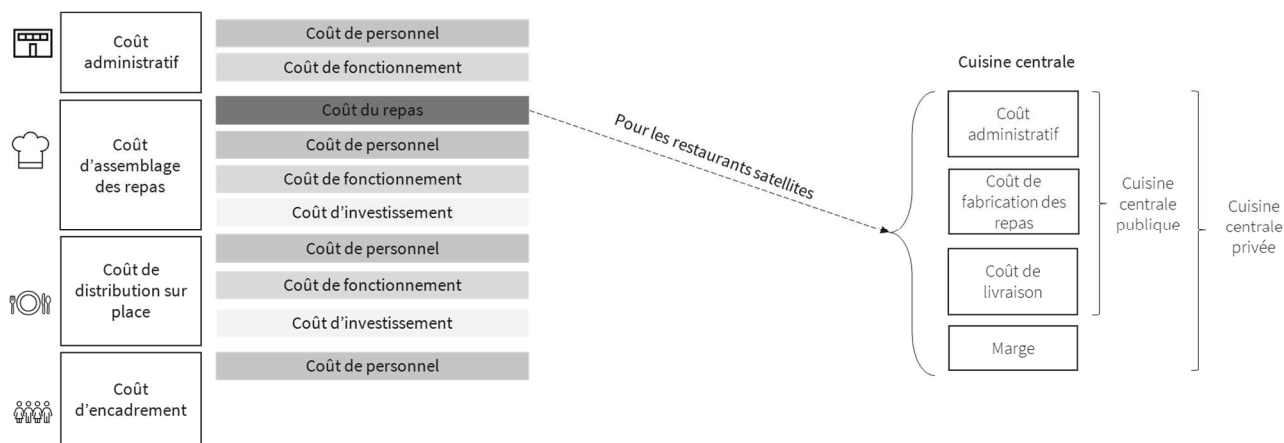 Coût
administratif
Coût de personnel
Coût de fonctionnement
Coût
d’assemblage
des repas
Coût du repas
Coût de personnel
Coût de fonctionnement
Coût d’investissement
Coût de
distribution sur
place
Coût de personnel
Coût de fonctionnement
Coût d’investissement
Coût
d’encadrement
Coût de personnel
Pour les restaurants satellites
Cuisine centrale
Coût
administratif
Coût de
fabrication des
repas
Coût de
livraison
Marge
Cuisine
centrale
publique
Cuisine
centrale
privée